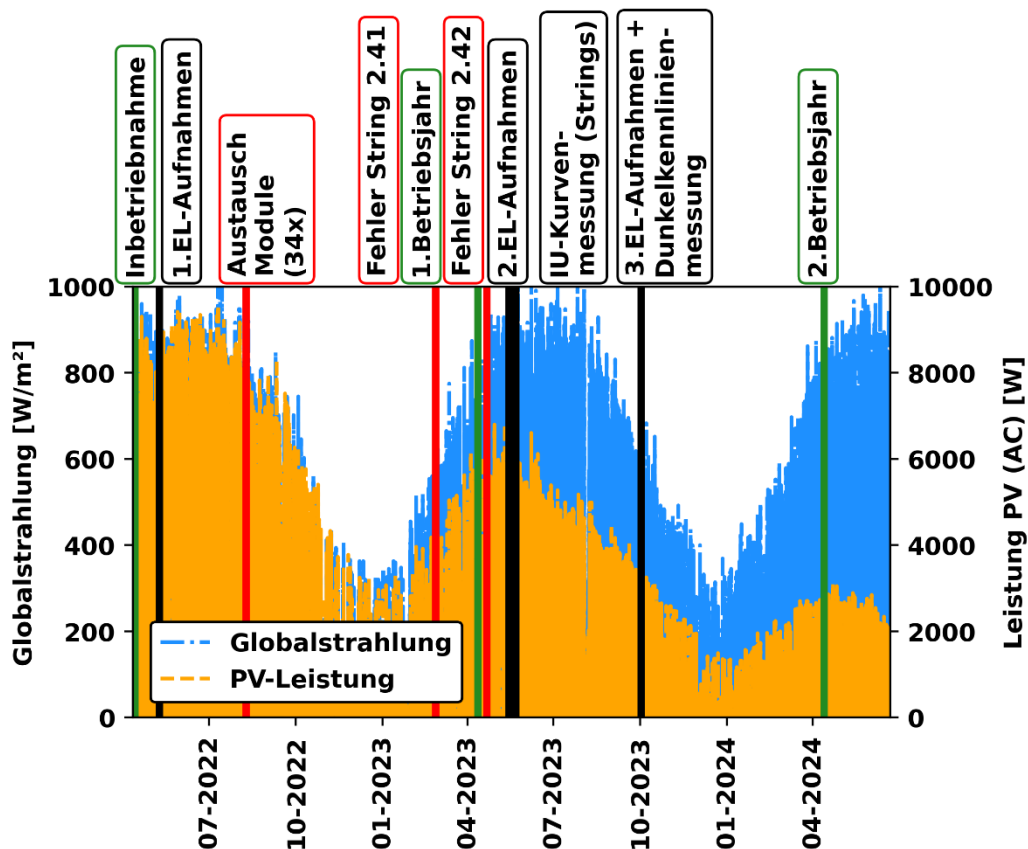 Inbetriebnahme
1.EL-Aufnahmen
Austausch
Module
(34x)
Fehler String 2.41
1.Betriebsjahr
Fehler String 2.42
2.EL-Aufnahmen
IU-Kurven-
messung (Strings)
3.EL-Aufnahmen +
Dunkelkennlinien-
messung
2.Betriebsjahr
Globalstrahlung [W/m²]
1000
800
600
400
200
0
Leistung PV (AC) [W]
10000
8000
6000
4000
2000
0
Globalstrahlung
PV-Leistung
07-2022
10-2022
01-2023
04-2023
07-2023
10-2023
01-2024
04-2024